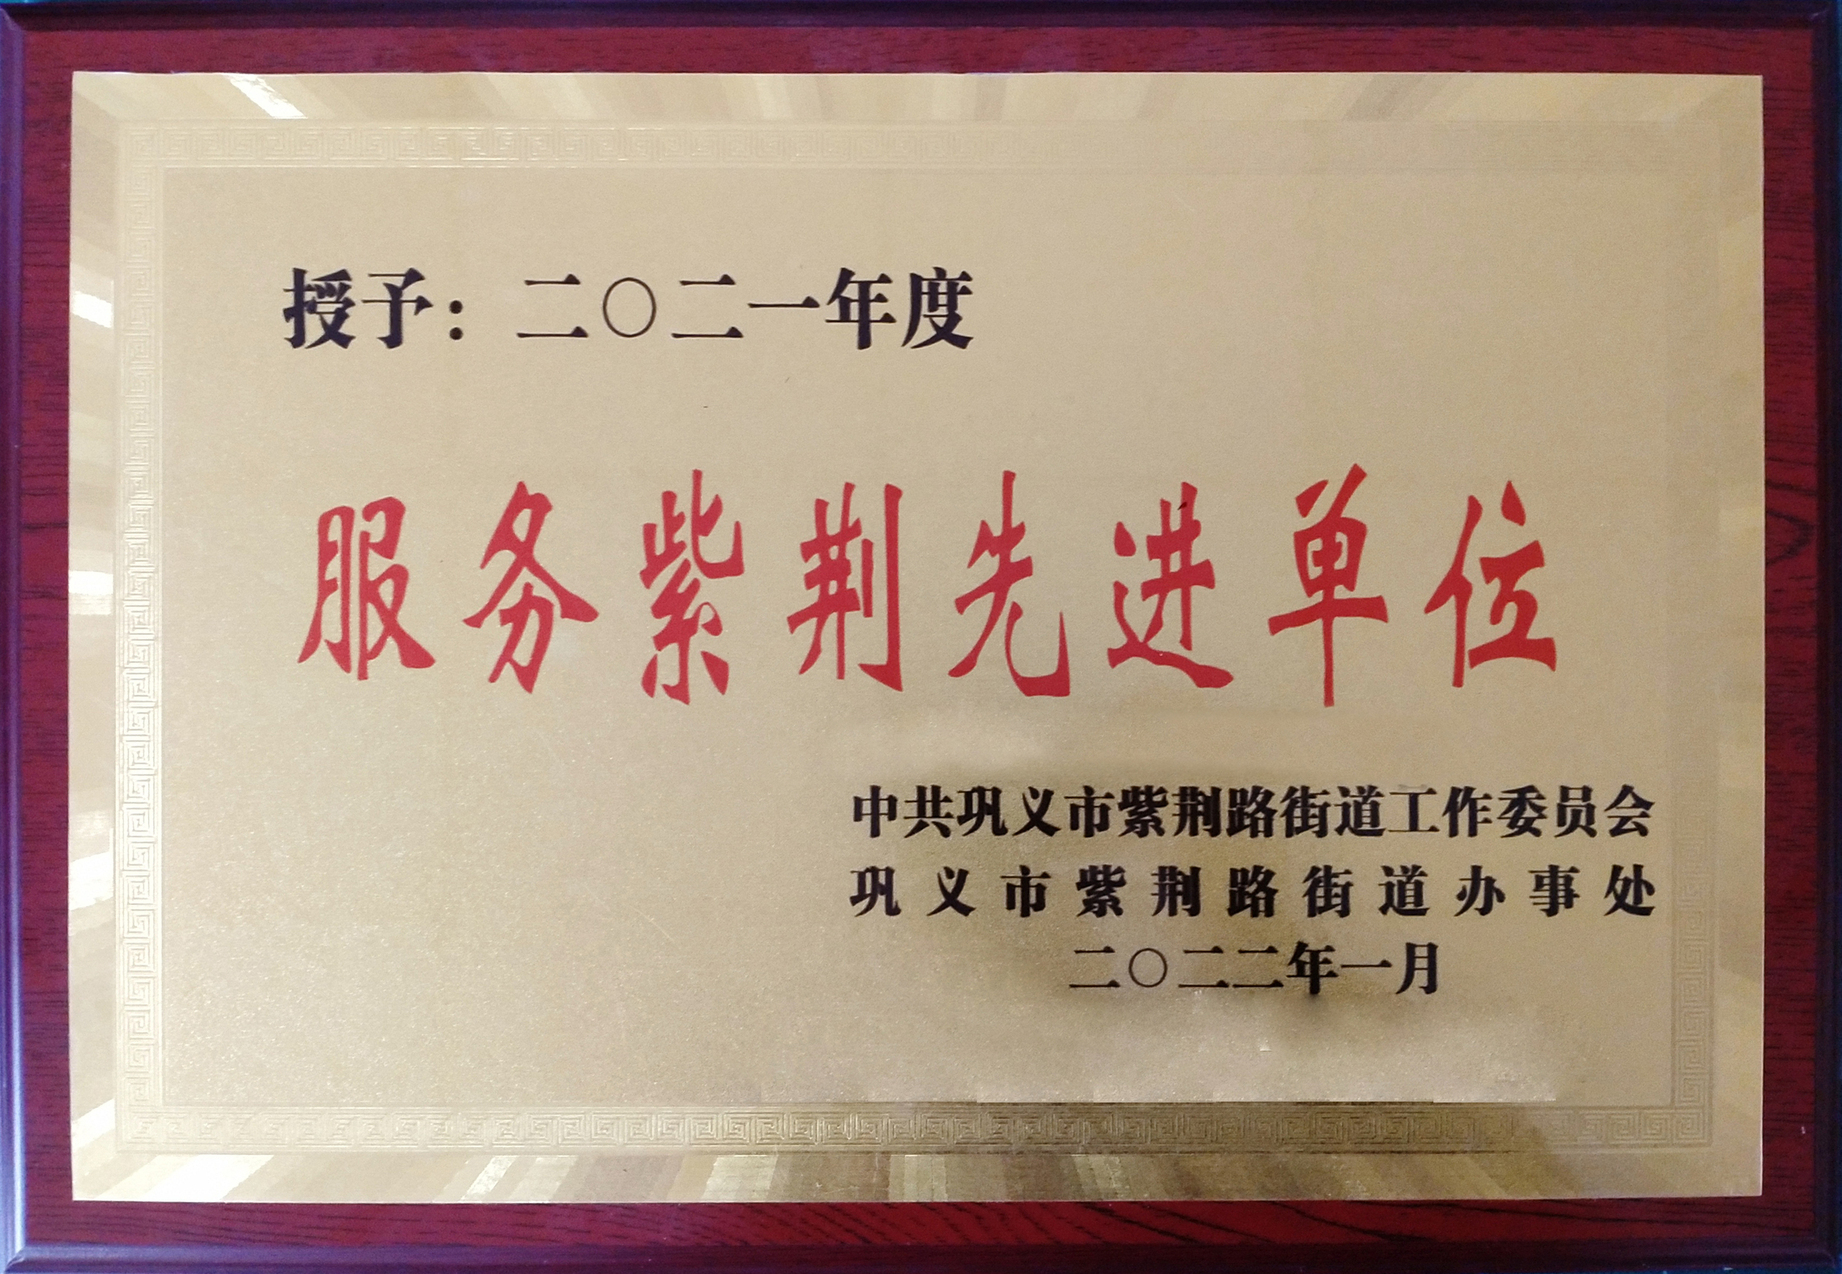 授予：二〇二一年度
服务紫荆先进单位
中共巩义市紫荆路街道工作委员会
巩义市紫荆路街道办事处
二〇二二年一月